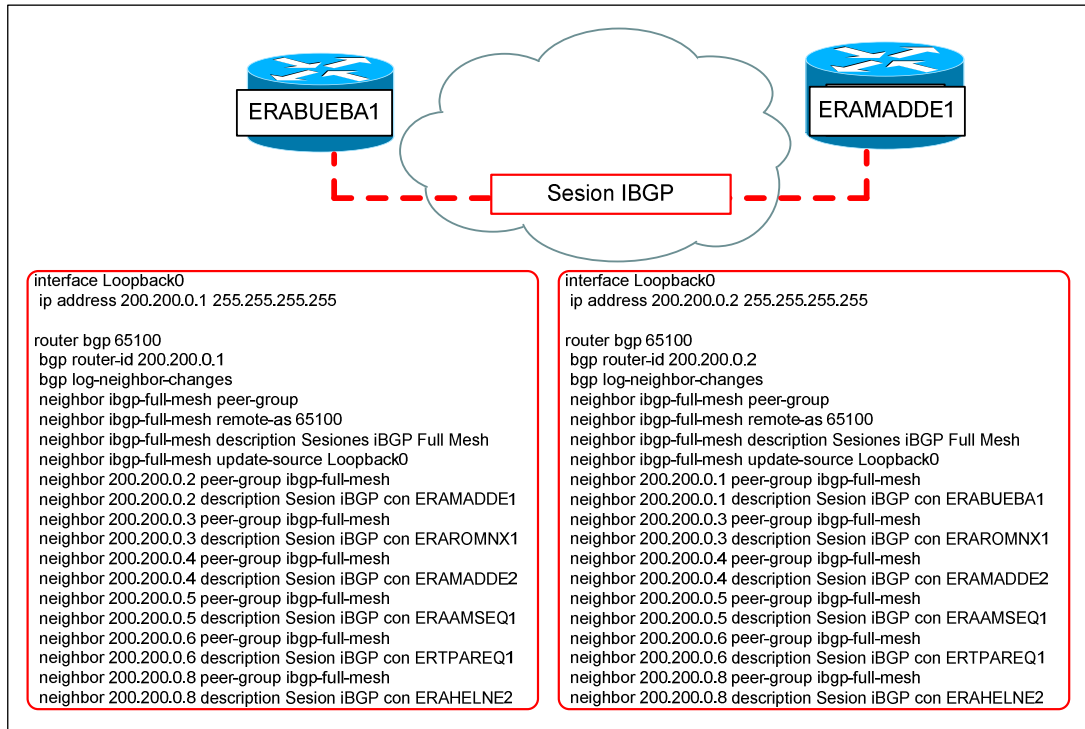 ERABUEBA1
ERAMADDE1
Sesion IBGP
interface Loopback0
ip address 200.200.0.1 255.255.255.255
router bgp 65100
bgp router-id 200.200.0.1
bgp log-neighbor-changes
neighbor ibgp-full-mesh peer-group
neighbor ibgp-full-mesh remote-as 65100
neighbor ibgp-full-mesh description Sesiones iBGP Full Mesh
neighbor ibgp-full-mesh update-source Loopback0
neighbor 200.200.0.2 peer-group ibgp-full-mesh
neighbor 200.200.0.2 description Sesion iBGP con ERAMADDE1
neighbor 200.200.0.3 peer-group ibgp-full-mesh
neighbor 200.200.0.3 description Sesion iBGP con ERAROMNX1
neighbor 200.200.0.4 peer-group ibgp-full-mesh
neighbor 200.200.0.4 description Sesion iBGP con ERAMADDE2
neighbor 200.200.0.5 peer-group ibgp-full-mesh
neighbor 200.200.0.5 description Sesion iBGP con ERAAMSEQ1
neighbor 200.200.0.6 peer-group ibgp-full-mesh
neighbor 200.200.0.6 description Sesion iBGP con ERTPAREQ1
neighbor 200.200.0.8 peer-group ibgp-full-mesh
neighbor 200.200.0.8 description Sesion iBGP con ERAHELNE2
interface Loopback0
ip address 200.200.0.2 255.255.255.255
router bgp 65100
bgp router-id 200.200.0.2
bgp log-neighbor-changes
neighbor ibgp-full-mesh peer-group
neighbor ibgp-full-mesh remote-as 65100
neighbor ibgp-full-mesh description Sesiones iBGP Full Mesh
neighbor ibgp-full-mesh update-source Loopback0
neighbor 200.200.0.1 peer-group ibgp-full-mesh
neighbor 200.200.0.1 description Sesion iBGP con ERABUEBA1
neighbor 200.200.0.3 peer-group ibgp-full-mesh
neighbor 200.200.0.3 description Sesion iBGP con ERAROMNX1
neighbor 200.200.0.4 peer-group ibgp-full-mesh
neighbor 200.200.0.4 description Sesion iBGP con ERAMADDE2
neighbor 200.200.0.5 peer-group ibgp-full-mesh
neighbor 200.200.0.5 description Sesion iBGP con ERAAMSEQ1
neighbor 200.200.0.6 peer-group ibgp-full-mesh
neighbor 200.200.0.6 description Sesion iBGP con ERTPAREQ1
neighbor 200.200.0.8 peer-group ibgp-full-mesh
neighbor 200.200.0.8 description Sesion iBGP con ERAHELNE2